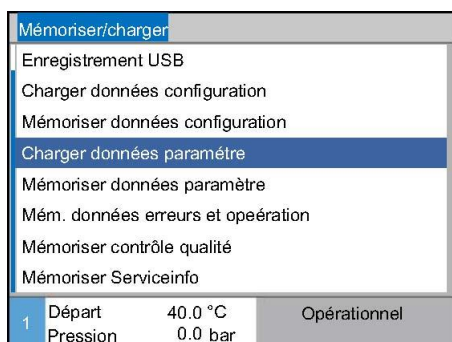 Mémoriser/charger
Enregistrement USB
Charger données configuration
Mémoriser données configuration
Charger données paramétre
Mémoriser données paramètre
Mém. données erreurs et opeération
Mémoriser contrôle qualité
Mémoriser Serviceinfo
1 Départ 40.0 °C Opérationnel
Pression 0.0 bar